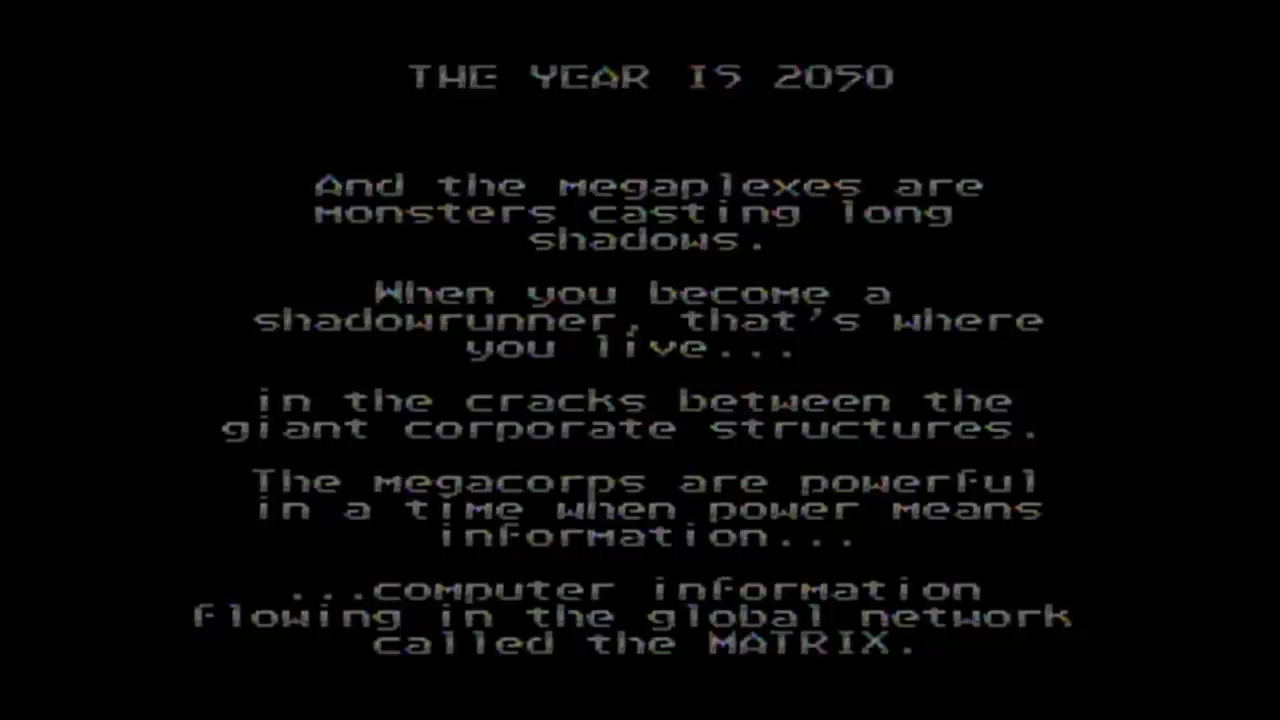 THE YEAR IS 2050
And the megaplexes are
monsters casting long
shadows.
When you become a
shadowrunner, that's where
you live...
in the cracks between the
giant corporate structures.
The megacorps are powerful
in a time when power means
information...
...computer information
flowing in the global network
called the MATRIX.